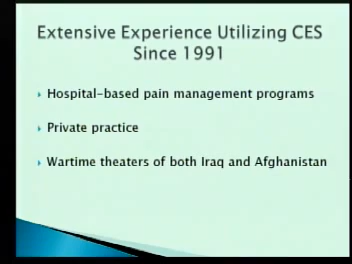 Extensive Experience Utilizing CES
Since 1991
Hospital-based pain management programs
Private practice
Wartime theaters of both Iraq and Afghanistan